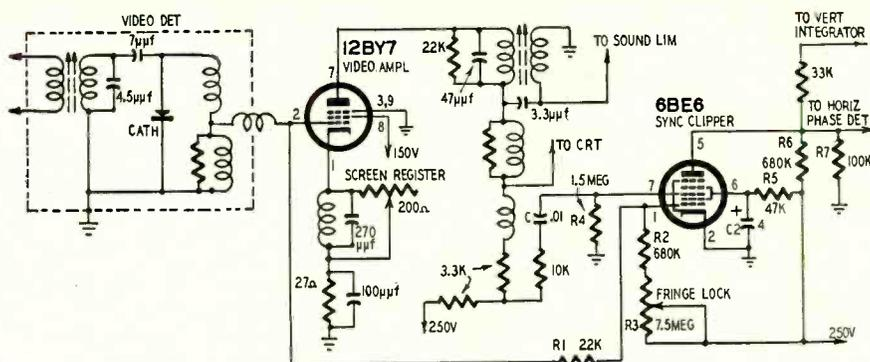 VIDEO DET
7μμf
4.5μμf
CATH
12BY7
VIDEO AMPL
7
2
3,9
8
1
150V
SCREEN REGISTER
200Ω
270
μμf
27Ω
100μμf
22K
47μμf
3.3μμf
TO SOUND LIM
TO CRT
1.5 MEG
C
.01
R4
3.3K
10K
250V
R1 22K
6BE6
SYNC CLIPPER
5
7
1
6
2
R2
680K
FRINGE LOCK
R3
7.5MEG
+
C2
4
R5
47K
R6
680K
R7
100K
33K
TO VERT
INTEGRATOR
TO HORIZ
PHASE DET
250V